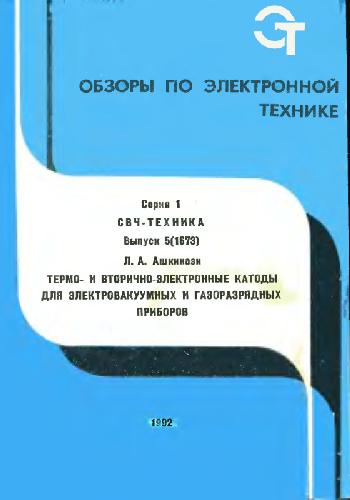 ЭТ
ОБЗОРЫ ПО ЭЛЕКТРОННОЙ
ТЕХНИКЕ
Серия 1
СВЧ-ТЕХНИКА
Выпуск 5(1673)
Л. А. Ашкинази
ТЕРМО- И ВТОРИЧНО-ЭЛЕКТРОННЫЕ КАТОДЫ
ДЛЯ ЭЛЕКТРОВАКУУМНЫХ И ГАЗОРАЗРЯДНЫХ
ПРИБОРОВ
1992